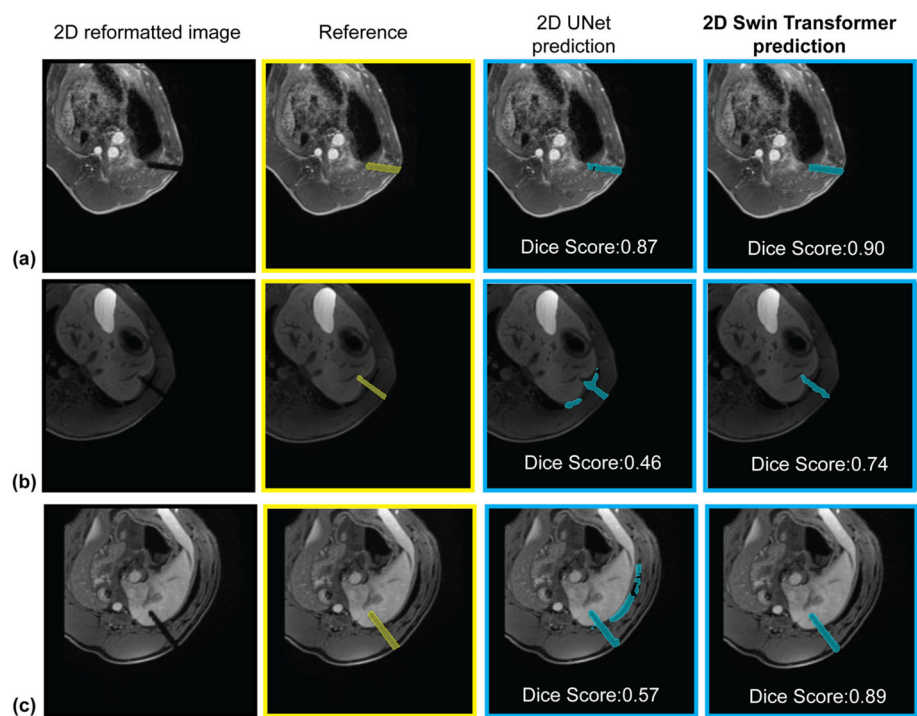 2D reformatted image
Reference
2D UNet
prediction
2D Swin Transformer
prediction
(a)
Dice Score:0.87
Dice Score:0.90
(b)
Dice Score:0.46
Dice Score:0.74
(c)
Dice Score:0.57
Dice Score:0.89